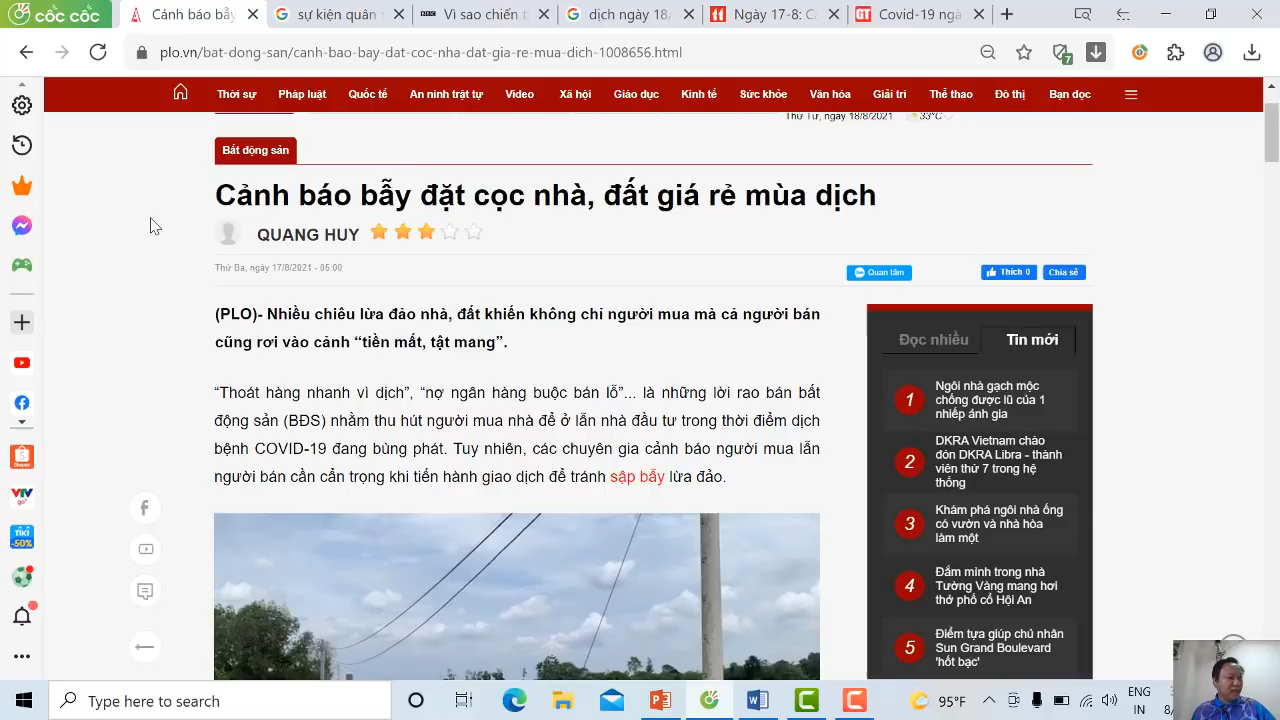 cốc cốc
Cảnh báo bẫy
sự kiện quân
Vì sao chiến t
dịch ngày 18/
Ngày 17-8: C
Covid-19 ngà
plo.vn/bat-dong-san/canh-bao-bay-dat-coc-nha-dat-gia-re-mua-dich-1008656.html
7
Thời sự Pháp luật Quốc tế An ninh trật tự Video Xã hội Giáo dục Kinh tế Sức khỏe Văn hóa Giải trí Thể thao Đô thị Bạn đọc
Thứ Tư, ngày 18/8/2021 33°C
Bất động sản
Cảnh báo bẫy đặt cọc nhà, đất giá rẻ mùa dịch
QUANG HUY
Thứ Ba, ngày 17/8/2021 - 05:00
Quan tâm
Thích 0
Chia sẻ
(PLO)- Nhiều chiêu lừa đảo nhà, đất khiến không chỉ người mua mà cả người bán
cũng rơi vào cảnh “tiền mất, tật mang”.
“Thoát hàng nhanh vì dịch”, “nợ ngân hàng buộc bán lỗ”... là những lời rao bán bất
động sản (BĐS) nhằm thu hút người mua nhà để ở lẫn nhà đầu tư trong thời điểm dịch
bệnh COVID-19 đang bùng phát. Tuy nhiên, các chuyên gia cảnh báo người mua lẫn
người bán cần cẩn trọng khi tiến hành giao dịch để tránh sập bẫy lừa đảo.
Đọc nhiều Tin mới
1
Ngôi nhà gạch mộc
chống được lũ của 1
nhiếp ảnh gia
2
DKRA Vietnam chào
đón DKRA Libra - thành
viên thứ 7 trong hệ
thống
3
Khám phá ngôi nhà ống
có vườn và nhà hòa
làm một
4
Đắm mình trong nhà
Tường Vàng mang hơi
thở phố cổ Hội An
5
Điểm tựa giúp chủ nhân
Sun Grand Boulevard
'hốt bạc'
VTV
go
TIKI
-50%
Type here to search
95°F
ENG
IN